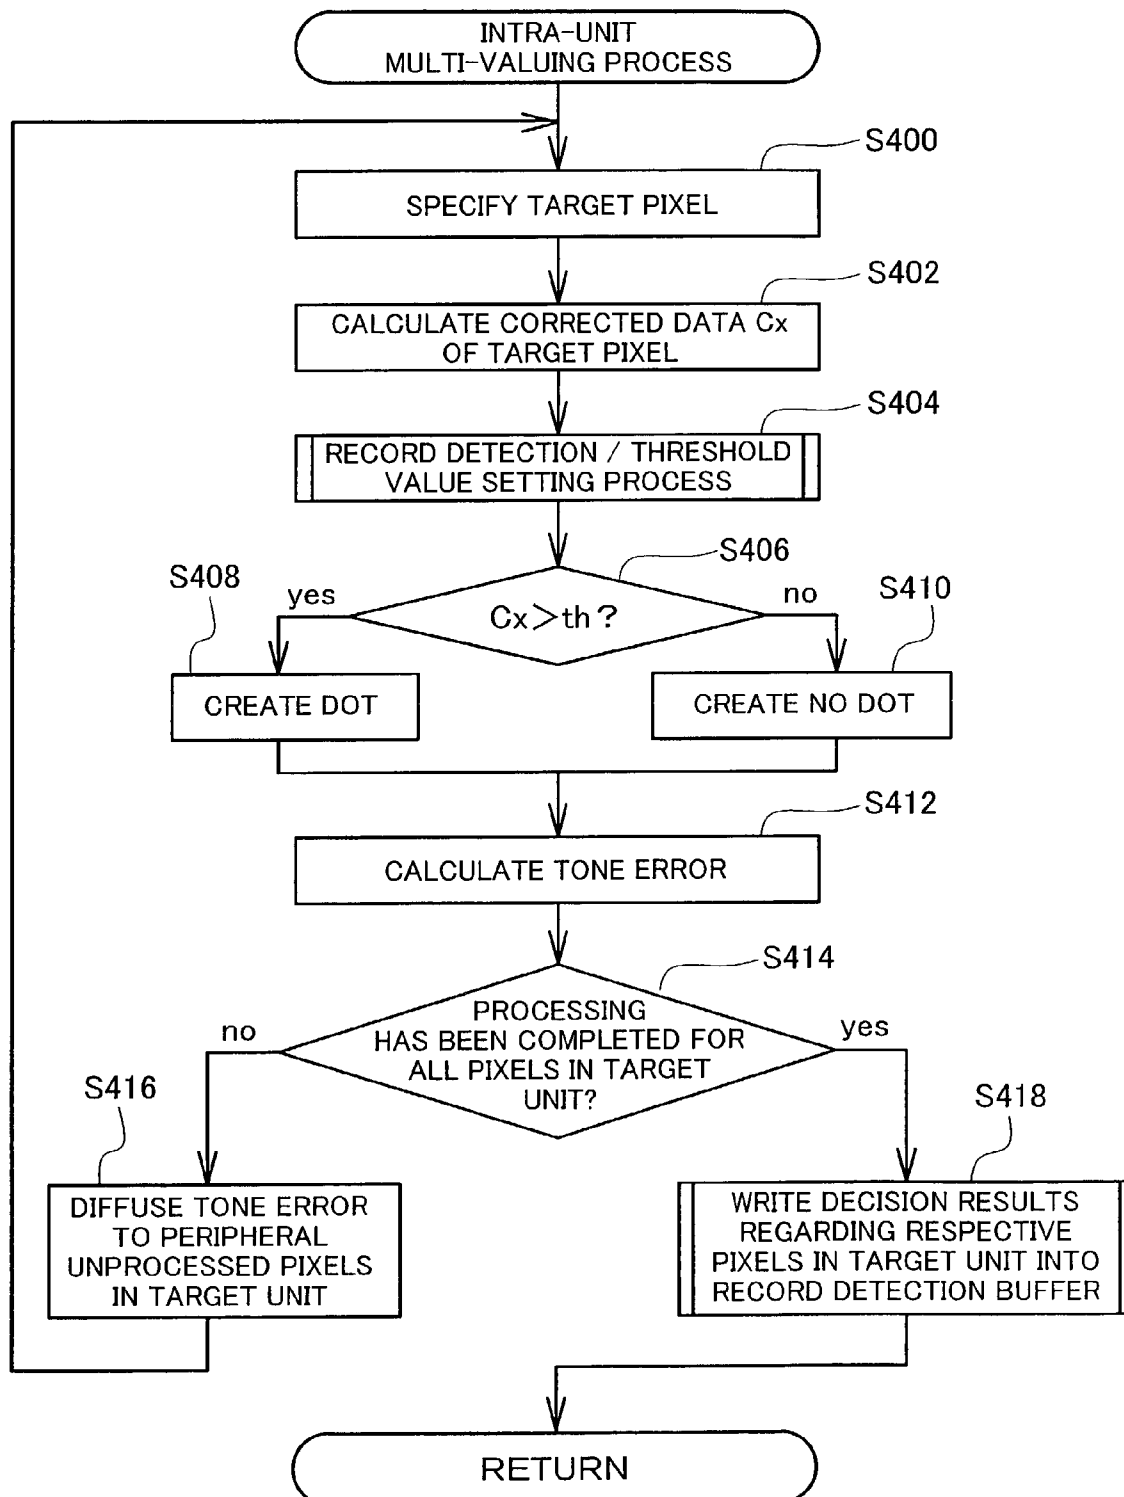 INTRA-UNIT
MULTI-VALUING PROCESS
S400
SPECIFY TARGET PIXEL
S402
CALCULATE CORRECTED DATA Cx
OF TARGET PIXEL
S404
RECORD DETECTION / THRESHOLD
VALUE SETTING PROCESS
S406
Cx>th?
S408
yes
no
S410
CREATE DOT
CREATE NO DOT
S412
CALCULATE TONE ERROR
S414
PROCESSING
HAS BEEN COMPLETED FOR
ALL PIXELS IN TARGET
UNIT?
no
yes
S416
S418
DIFFUSE TONE ERROR
TO PERIPHERAL
UNPROCESSED PIXELS
IN TARGET UNIT
WRITE DECISION RESULTS
REGARDING RESPECTIVE
PIXELS IN TARGET UNIT INTO
RECORD DETECTION BUFFER
RETURN